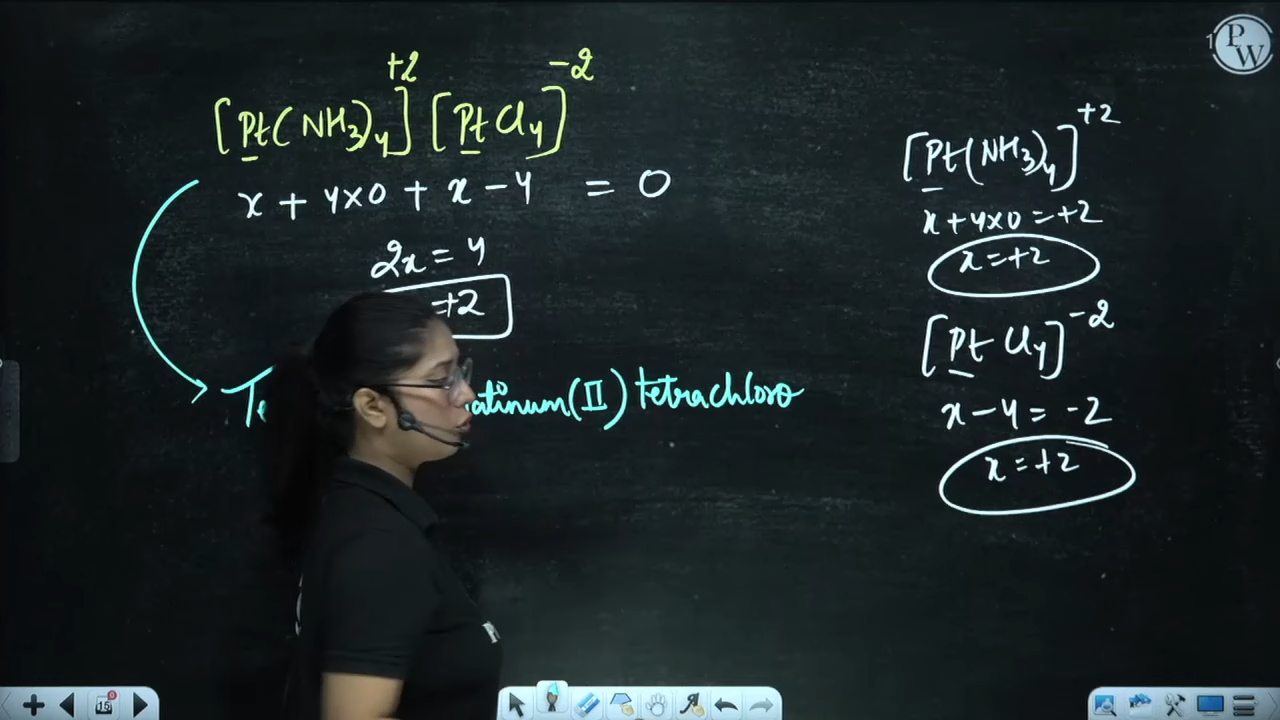 [Pt(NH3)4]+2 [PtCl4]-2
x + 4×0 + x - 4 = 0
2x = 4
=+2
(II) tetrachloro
[Pt(NH3)4]+2
x + 4×0 = +2
x = +2
[PtCl4]-2
x - 4 = -2
x = +2
PW
15